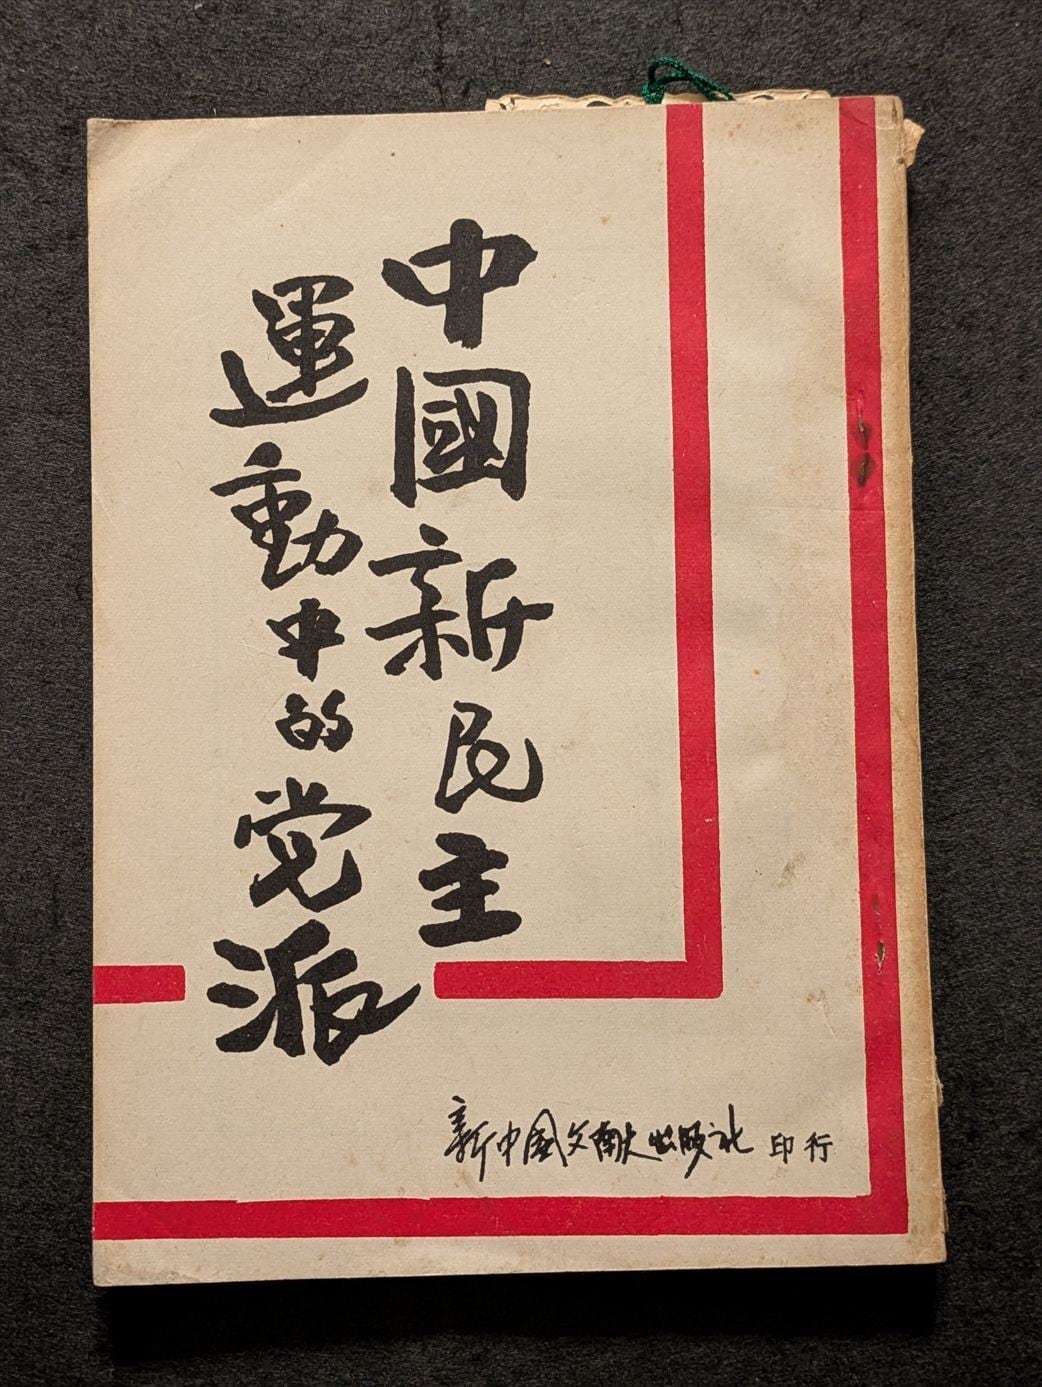 中國新民主
運動中的党派
新中國文献出版社 印行